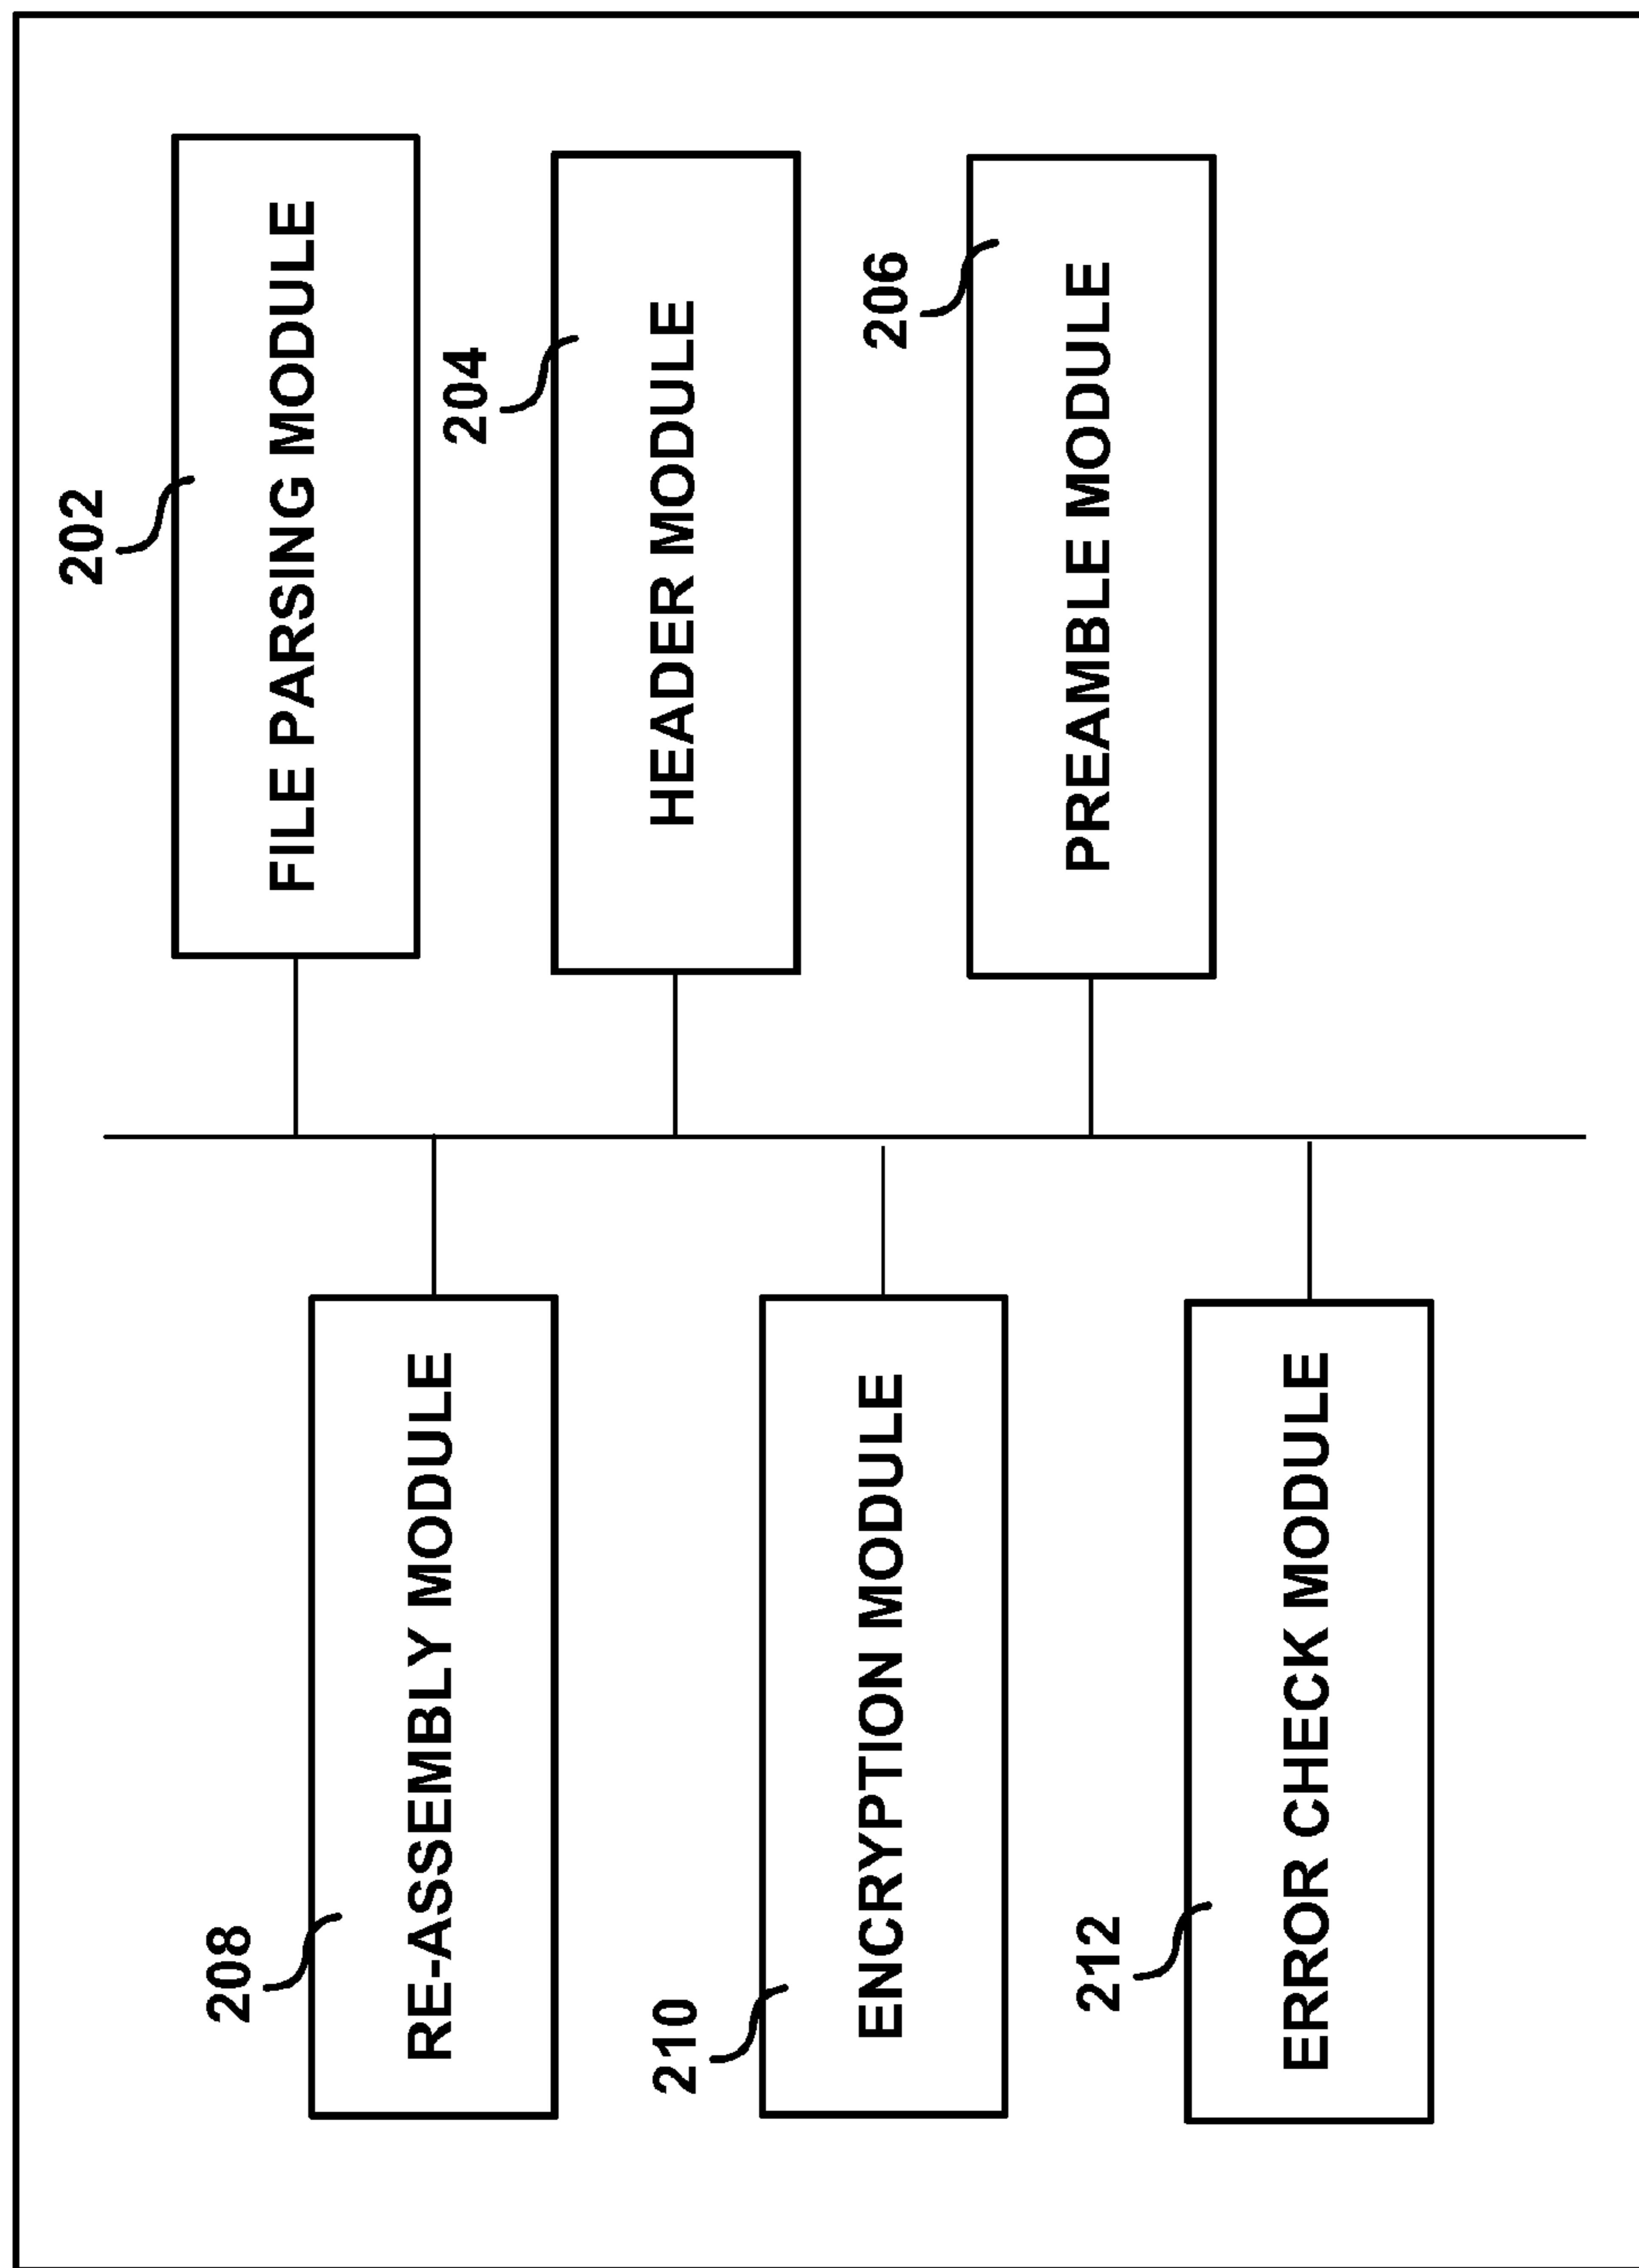 202
FILE PARSING MODULE
204
HEADER MODULE
206
PREAMBLE MODULE
208
RE-ASSEMBLY MODULE
210
ENCRYPTION MODULE
212
ERROR CHECK MODULE